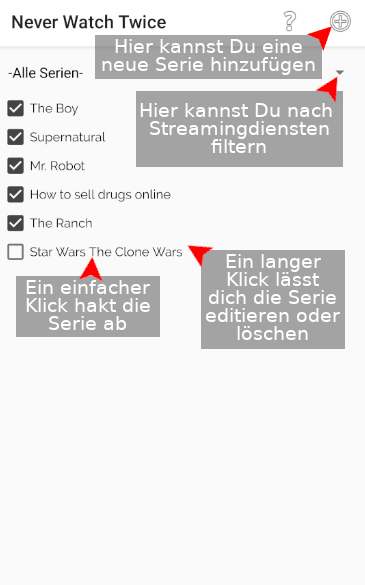 Never Watch Twice
Hier kannst Du eine
neue Serie hinzufügen
-Alle Serien-
Hier kannst Du nach
Streamingdiensten
filtern
The Boy
Supernatural
Mr. Robot
How to sell drugs online
The Ranch
Star Wars The Clone Wars
Ein einfacher
Klick hakt die
Serie ab
Ein langer
Klick lässt
dich die Serie
editieren oder
löschen